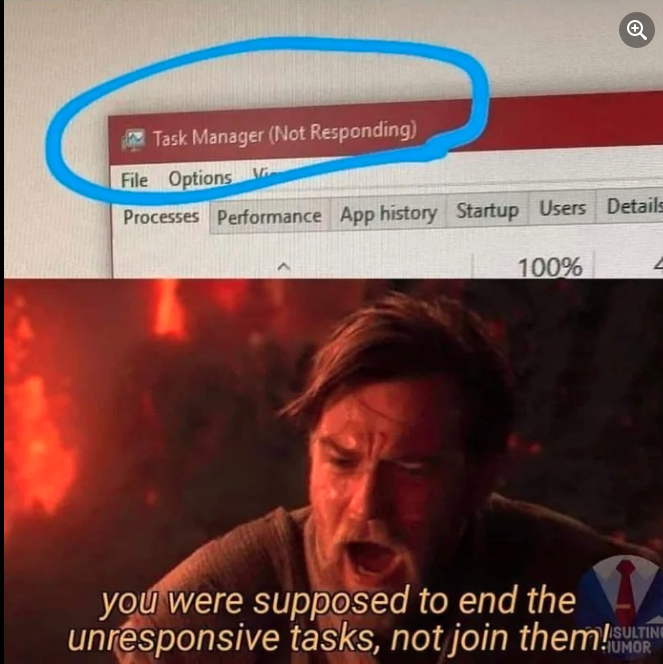 Task Manager (Not Responding)
File Options
Processes Performance App history Startup Users Details
100%
you were supposed to end the
unresponsive tasks, not join them!
HUMOR